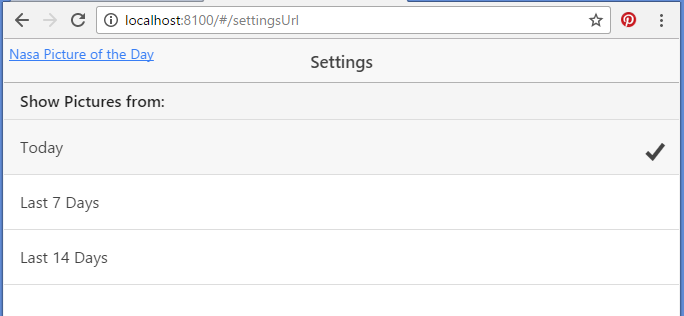 localhost:8100/#/settingsUrl
Nasa Picture of the Day
Settings
Show Pictures from:
Today
Last 7 Days
Last 14 Days